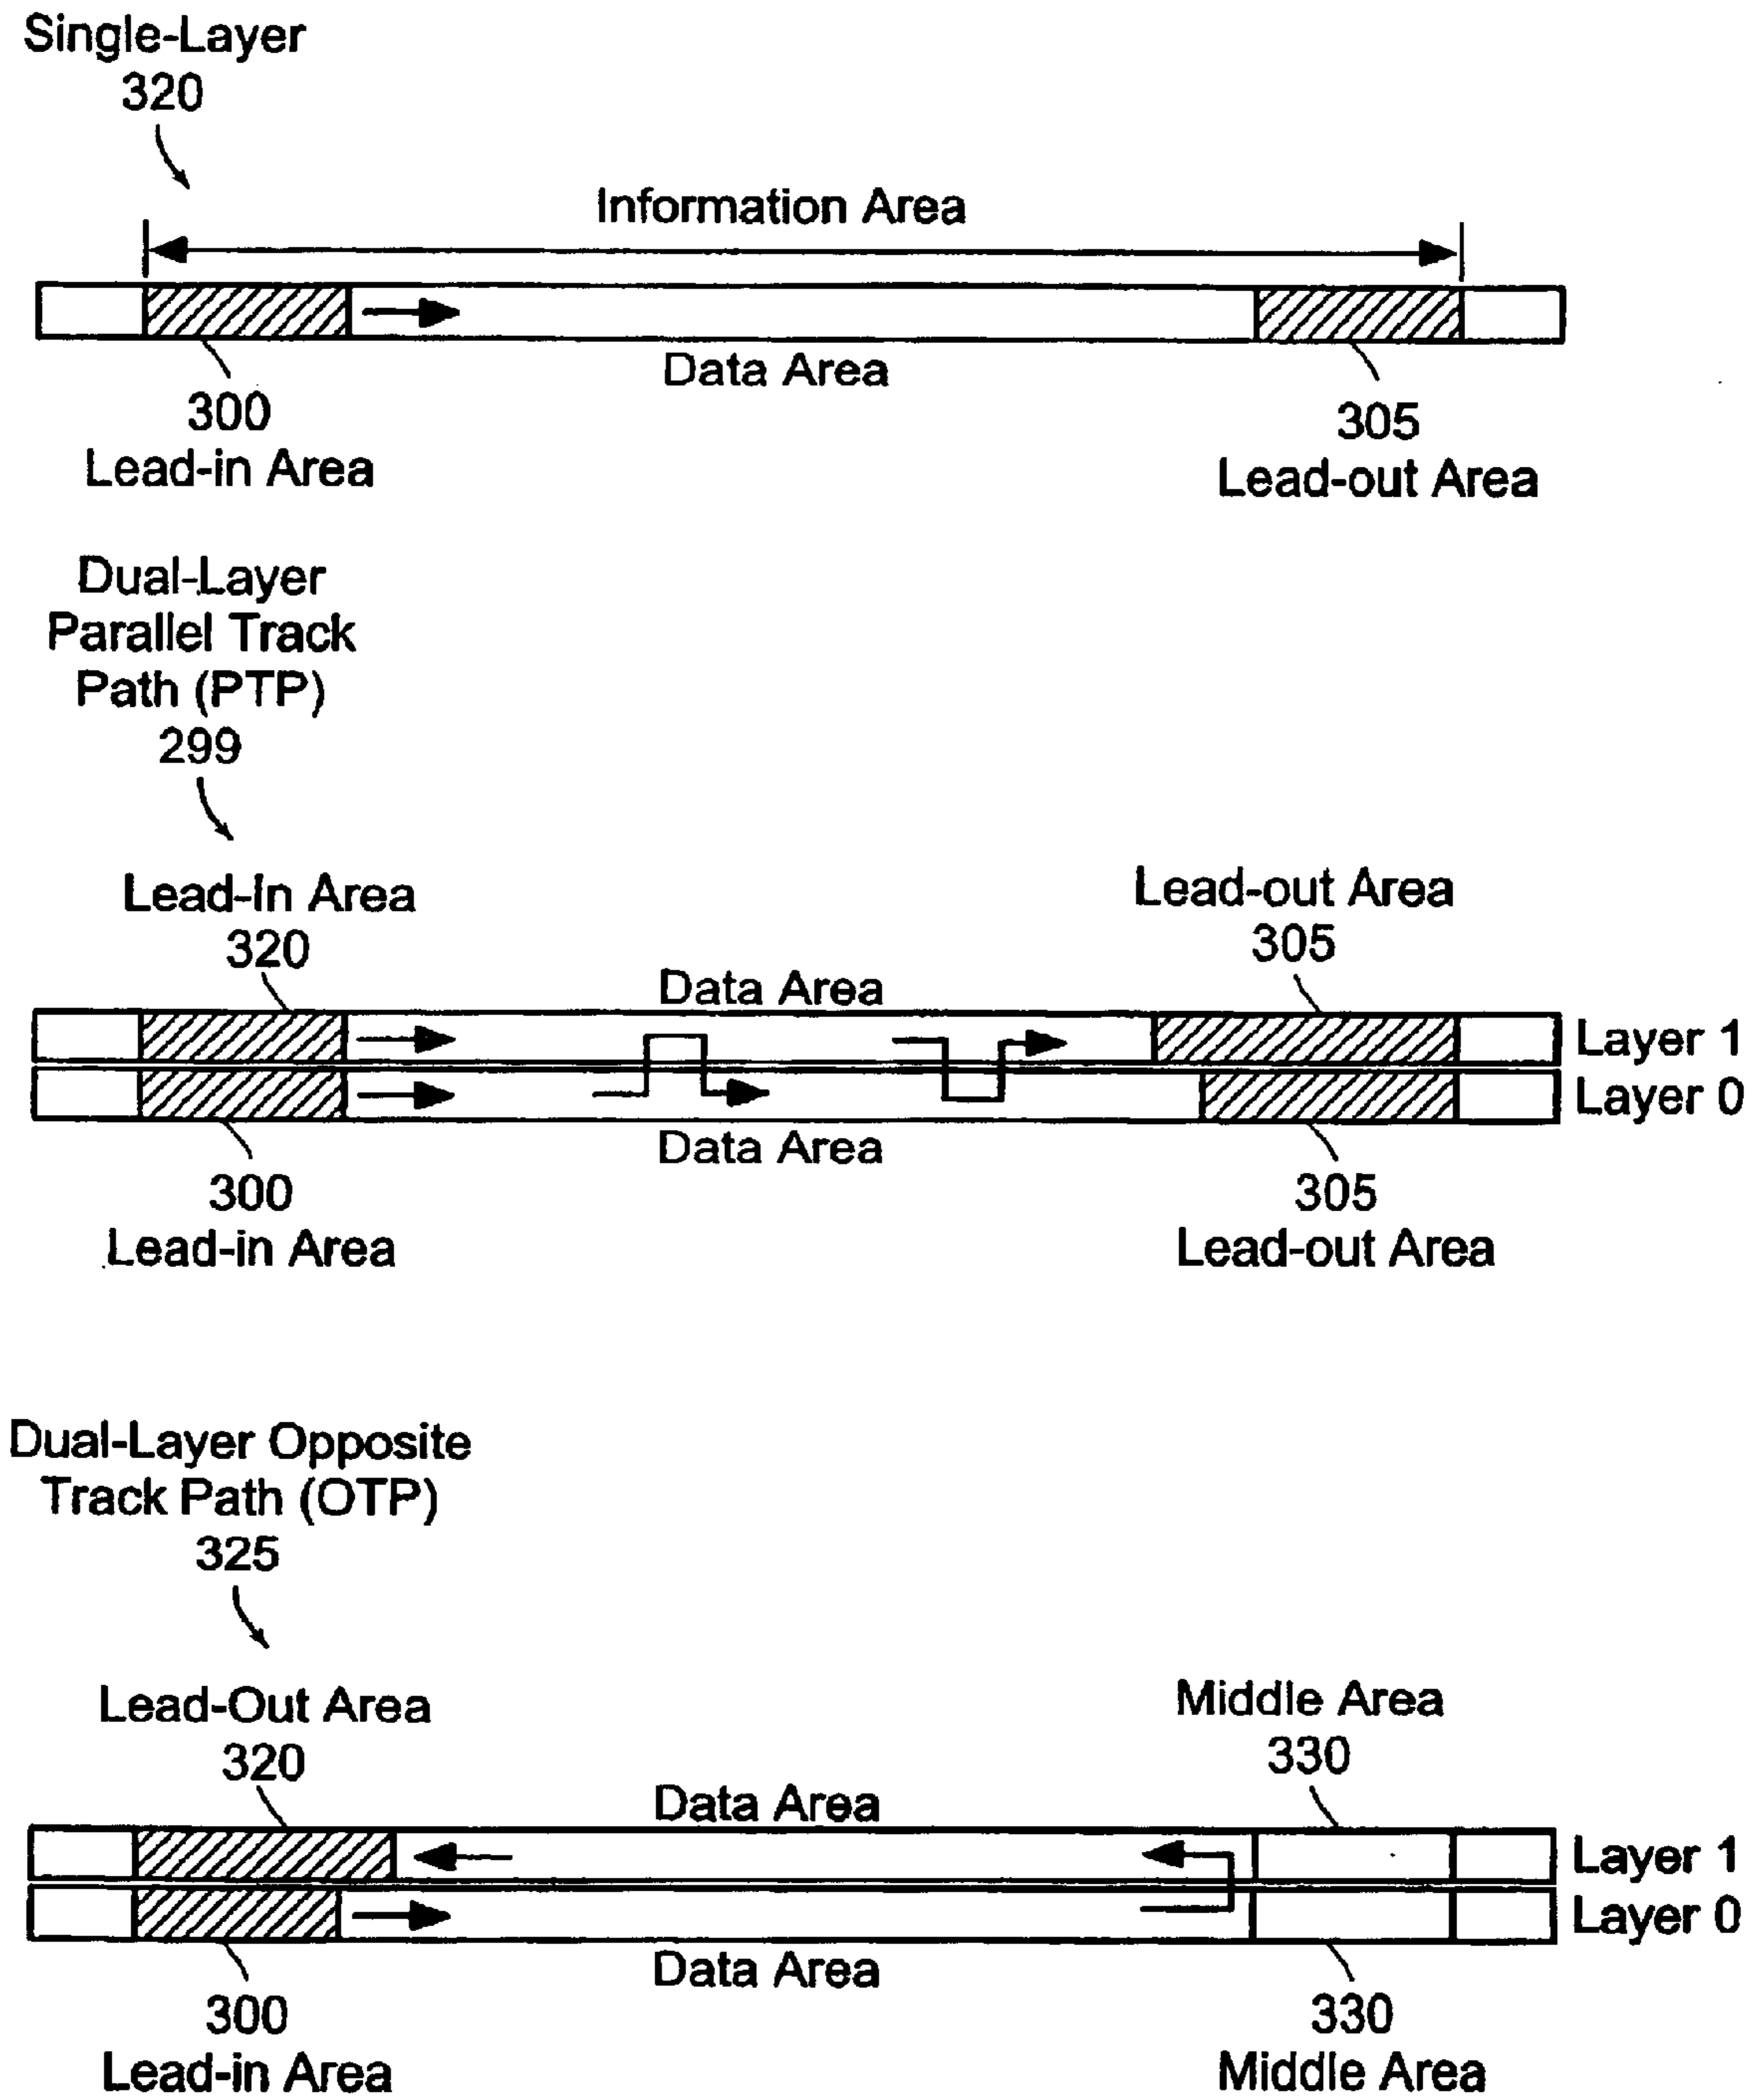 Single-Layer
320
Information Area
Data Area
300
Lead-in Area
305
Lead-out Area
Dual-Layer
Parallel Track
Path (PTP)
299
Lead-In Area
320
Lead-out Area
305
Data Area
Layer 1
Layer 0
Data Area
300
Lead-in Area
305
Lead-out Area
Dual-Layer Opposite
Track Path (OTP)
325
Lead-Out Area
320
Middle Area
330
Data Area
Layer 1
Layer 0
Data Area
300
Lead-in Area
330
Middle Area